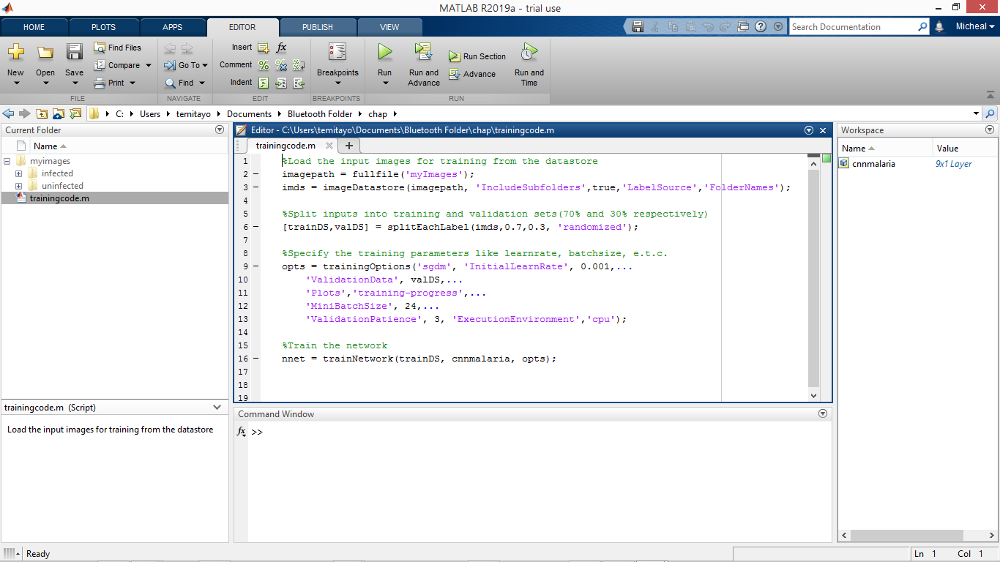 MATLAB R2019a - trial use
HOME PLOTS APPS EDITOR PUBLISH VIEW
Search Documentation
Micheal
New Open Save
Find Files
Compare
Print
FILE
Go To
Find
NAVIGATE
Insert fx
Comment
Indent
EDIT
Breakpoints
BREAKPOINTS
Run
Run and Advance
Run Section
Advance
Run and Time
RUN
C: Users temitayo Documents Bluetooth Folder chap
Current Folder
Name
myimages
infected
uninfected
trainingcode.m
trainingcode.m (Script)
Load the input images for training from the datastore
Editor - C:\Users\temitayo\Documents\Bluetooth Folder\chap\trainingcode.m
trainingcode.m
1 %Load the input images for training from the datastore
2 – imagepath = fullfile('myImages');
3 – imds = imageDatastore(imagepath, 'IncludeSubfolders',true,'LabelSource','FolderNames');
4
5 %Split inputs into training and validation sets(70% and 30% respectively)
6 – [trainDS,valDS] = splitEachLabel(imds,0.7,0.3, 'randomized');
7
8 %Specify the training parameters like learnrate, batchsize, e.t.c.
9 – opts = trainingOptions('sgdm', 'InitialLearnRate', 0.001,...
10 'ValidationData', valDS,...
11 'Plots','training-progress',...
12 'MiniBatchSize', 24,...
13 'ValidationPatience', 3, 'ExecutionEnvironment','cpu');
14
15 %Train the network
16 – nnet = trainNetwork(trainDS, cnnmalaria, opts);
17
18
19
Command Window
fx >>
Workspace
Name Value
cnnmalaria 9x1 Layer
Ready
Ln 1 Col 1